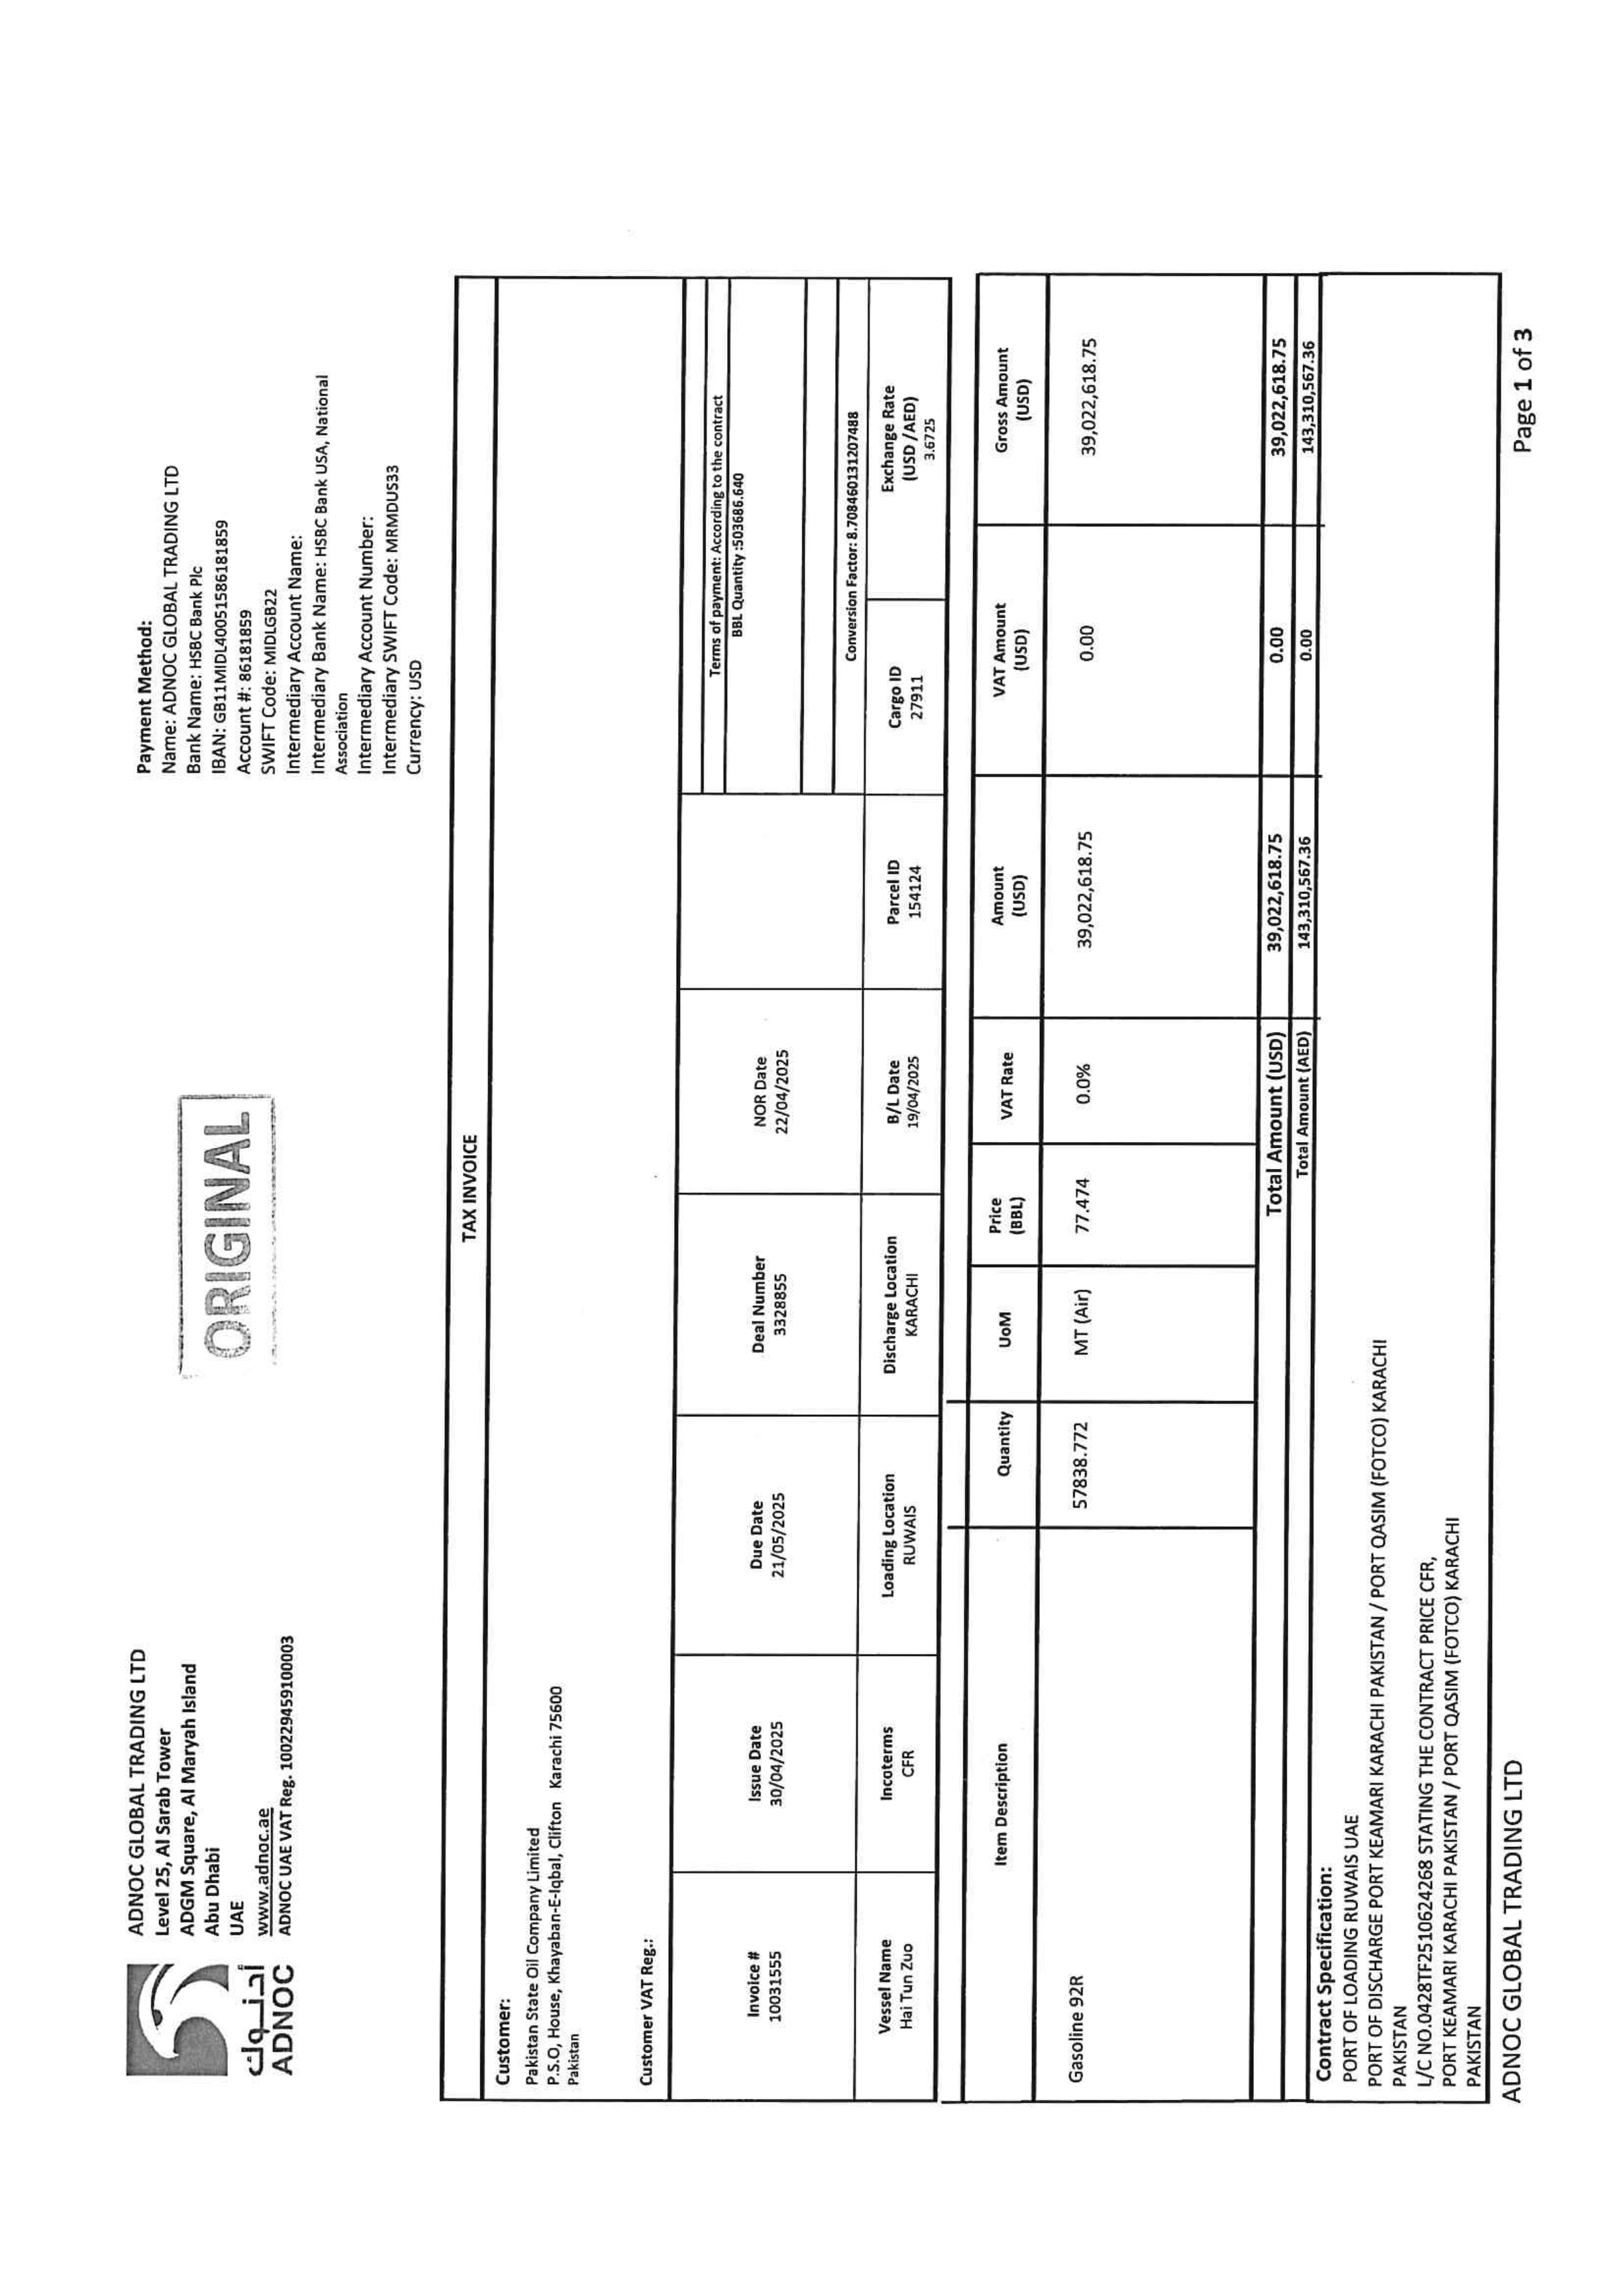 ADNOC GLOBAL TRADING LTD
Level 25, Al Sarab Tower
ADGM Square, Al Maryah Island
Abu Dhabi
UAE
www.adnoc.ae
ADNOC UAE VAT Reg. 100229459100003
أدنوك
ADNOC
ORIGINAL
Payment Method:
Name: ADNOC GLOBAL TRADING LTD
Bank Name: HSBC Bank Plc
IBAN: GB11MIDL40051586181859
Account #: 86181859
SWIFT Code: MIDLGB22
Intermediary Account Name:
Intermediary Bank Name: HSBC Bank USA, National
Association
Intermediary Account Number:
Intermediary SWIFT Code: MRMDUS33
Currency: USD
TAX INVOICE
Customer:
Pakistan State Oil Company Limited
P.S.O, House, Khayaban-E-Iqbal, Clifton Karachi 75600
Pakistan
Customer VAT Reg.:
Terms of payment: According to the contract
BBL Quantity :503686.640
Invoice # Issue Date Due Date Deal Number NOR Date
10031555 30/04/2025 21/05/2025 3328855 22/04/2025
Conversion Factor: 8.70846013120​7488
Vessel Name Incoterms Loading Location Discharge Location B/L Date Parcel ID Cargo ID Exchange Rate
(USD /AED)
Hai Tun Zuo CFR RUWAIS KARACHI 19/04/2025 154124 27911 3.6725
Item Description Quantity UoM Price (BBL) VAT Rate Amount (USD) VAT Amount (USD) Gross Amount (USD)
Gasoline 92R 57838.772 MT (Air) 77.474 0.0% 39,022,618.75 0.00 39,022,618.75
Total Amount (USD) 39,022,618.75 0.00 39,022,618.75
Total Amount (AED) 143,310,567.36 0.00 143,310,567.36
Contract Specification:
PORT OF LOADING RUWAIS UAE
PORT OF DISCHARGE PORT KEAMARI KARACHI PAKISTAN / PORT QASIM (FOTCO) KARACHI
PAKISTAN
L/C NO.0428TF2510624268 STATING THE CONTRACT PRICE CFR,
PORT KEAMARI KARACHI PAKISTAN / PORT QASIM (FOTCO) KARACHI
PAKISTAN
ADNOC GLOBAL TRADING LTD
Page 1 of 3